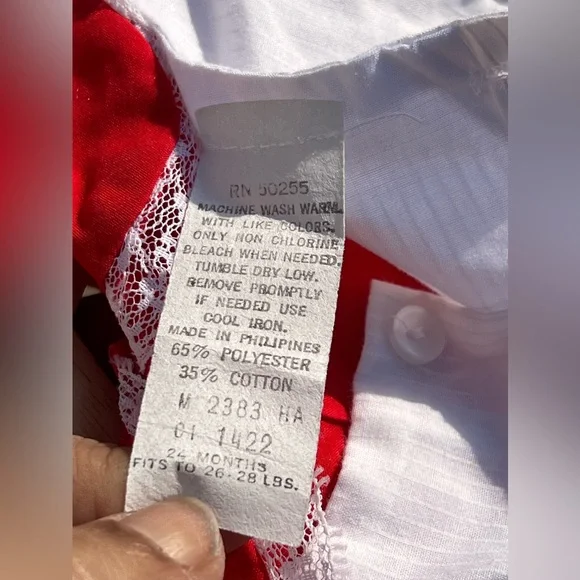 RN 50255
MACHINE WASH WARM
WITH LIKE COLORS.
ONLY NON CHLORINE
BLEACH WHEN NEEDED.
TUMBLE DRY LOW.
REMOVE PROMPTLY
IF NEEDED USE
COOL IRON.
MADE IN PHILIPINES
65% POLYESTER
35% COTTON
M 2383 HA
1422
24 MONTHS
FITS TO 26-28 LBS.